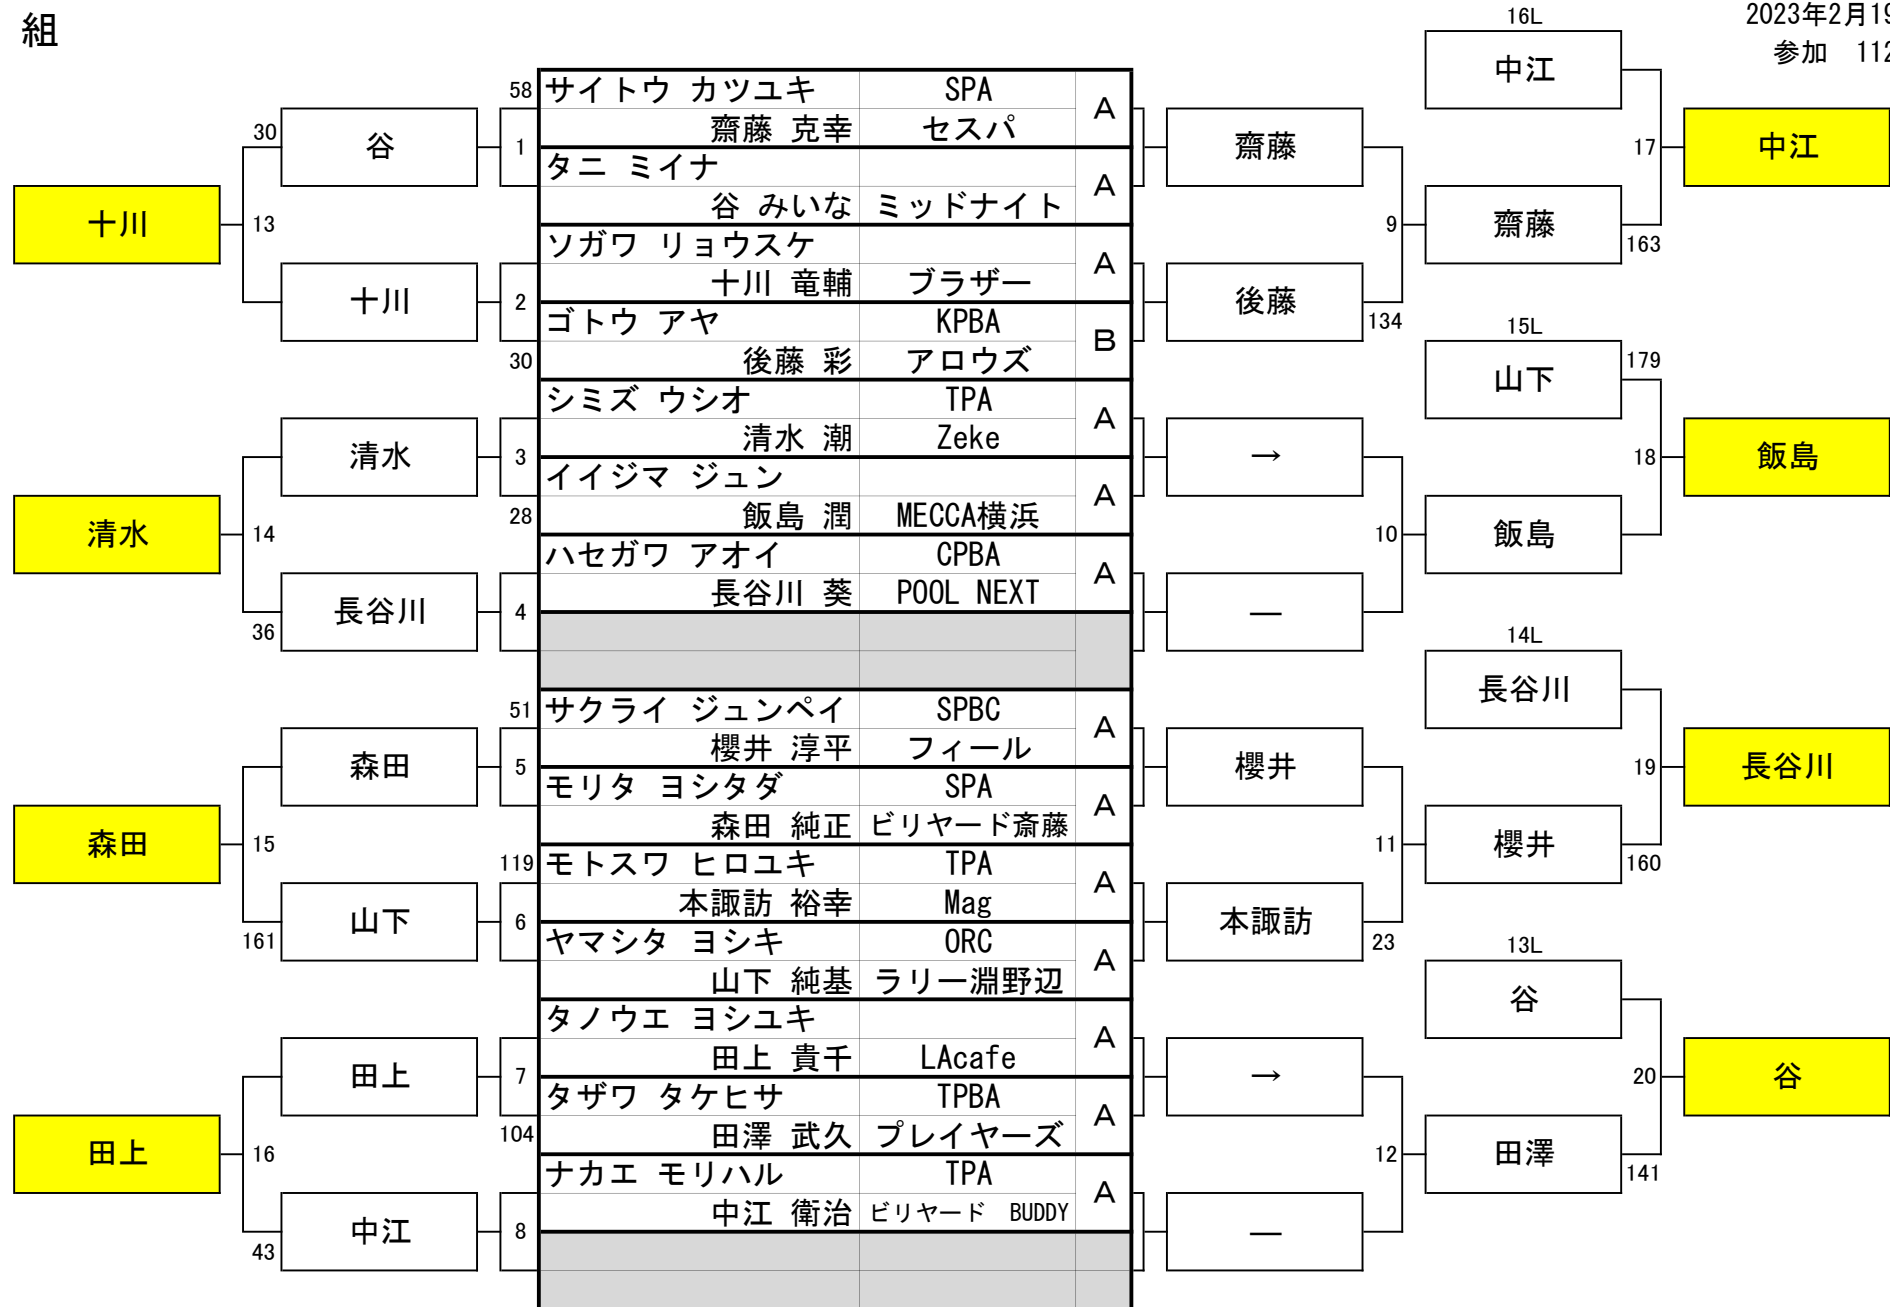 組
2023年2月19
参加 112
16L
中江
58 サイトウ カツユキ SPA A
齋藤 克幸 セスパ
30 谷 1 齋藤 17 中江
タニ ミイナ A
谷 みいな ミッドナイト
十川 13 9 齋藤 163
ソガワ リョウスケ A
十川 竜輔 ブラザー
十川 2 後藤 134
ゴトウ アヤ KPBA B
30 後藤 彩 アロウズ
15L
山下 179
シミズ ウシオ TPA A
清水 潮 Zeke
清水 3 → 18 飯島
イイジマ ジュン A
28 飯島 潤 MECCA横浜
清水 14 10 飯島
ハセガワ アオイ CPBA A
長谷川 葵 POOL NEXT
36 長谷川 4 —
14L
長谷川
51 サクライ ジュンペイ SPBC A
櫻井 淳平 フィール
森田 5 櫻井 19 長谷川
モリタ ヨシタダ SPA A
森田 純正 ビリヤード斎藤
森田 15 11 櫻井 160
119 モトスワ ヒロユキ TPA A
本諏訪 裕幸 Mag
161 山下 6 本諏訪 23
ヤマシタ ヨシキ ORC A
山下 純基 ラリー淵野辺
13L
谷
タノウエ ヨシユキ A
田上 貴千 LAcafe
田上 7 → 20 谷
タザワ タケヒサ TPBA A
104 田澤 武久 プレイヤーズ
田上 16 12 田澤 141
ナカエ モリハル TPA A
中江 衛治 ビリヤード BUDDY
43 中江 8 —